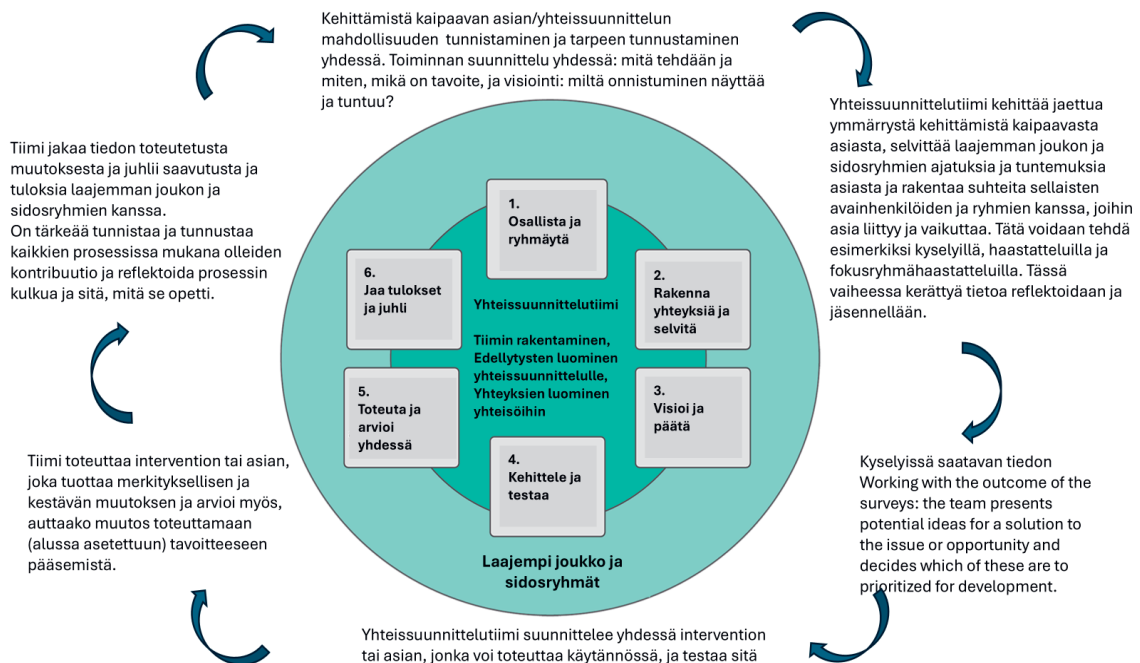 Kehittämistä kaipaavan asian/yhteissuunnittelun
mahdollisuuden tunnistaminen ja tarpeen tunnustaminen
yhdessä. Toiminnan suunnittelu yhdessä: mitä tehdään ja
miten, mikä on tavoite, ja visiointi: miltä onnistuminen näyttää
ja tuntuu?
Yhteissuunnittelutiimi kehittää jaettua
ymmärrystä kehittämistä kaipaavasta
asiasta, selvittää laajemman joukon ja
sidosryhmien ajatuksia ja tuntemuksia
asiasta ja rakentaa suhteita sellaisten
avainhenkilöiden ja ryhmien kanssa, joihin
asia liittyy ja vaikuttaa. Tätä voidaan tehdä
esimerkiksi kyselyillä, haastatteluilla ja
fokusryhmähaastatteluilla. Tässä
vaiheessa kerättyä tietoa reflektoidaan ja
jäsennellään.
Kyselyissä saatavan tiedon
Working with the outcome of the
surveys: the team presents
potential ideas for a solution to
the issue or opportunity and
decides which of these are to
prioritized for development.
Yhteissuunnittelutiimi suunnittelee yhdessä intervention
tai asian, jonka voi toteuttaa käytännössä, ja testaa sitä
Tiimi toteuttaa intervention tai asian,
joka tuottaa merkityksellisen ja
kestävän muutoksen ja arvioi myös,
auttaako muutos toteuttamaan
(alussa asetettuun) tavoitteeseen
pääsemistä.
Tiimi jakaa tiedon toteutetusta
muutoksesta ja juhlii saavutusta ja
tuloksia laajemman joukon ja
sidosryhmien kanssa.
On tärkeää tunnistaa ja tunnustaa
kaikkien prosessissa mukana olleiden
kontribuutio ja reflektoida prosessin
kulkua ja sitä, mitä se opetti.
1.
Osallista ja
ryhmäytä
2.
Rakenna
yhteyksiä ja
selvitä
3.
Visioi ja
päätä
4.
Kehittele ja
testaa
5.
Toteuta ja
arvioi
yhdessä
6.
Jaa tulokset
ja juhli
Yhteissuunnittelutiimi
Tiimin rakentaminen,
Edellytysten luominen
yhteissuunnittelulle,
Yhteyksien luominen
yhteisöihin
Laajempi joukko ja
sidosryhmät